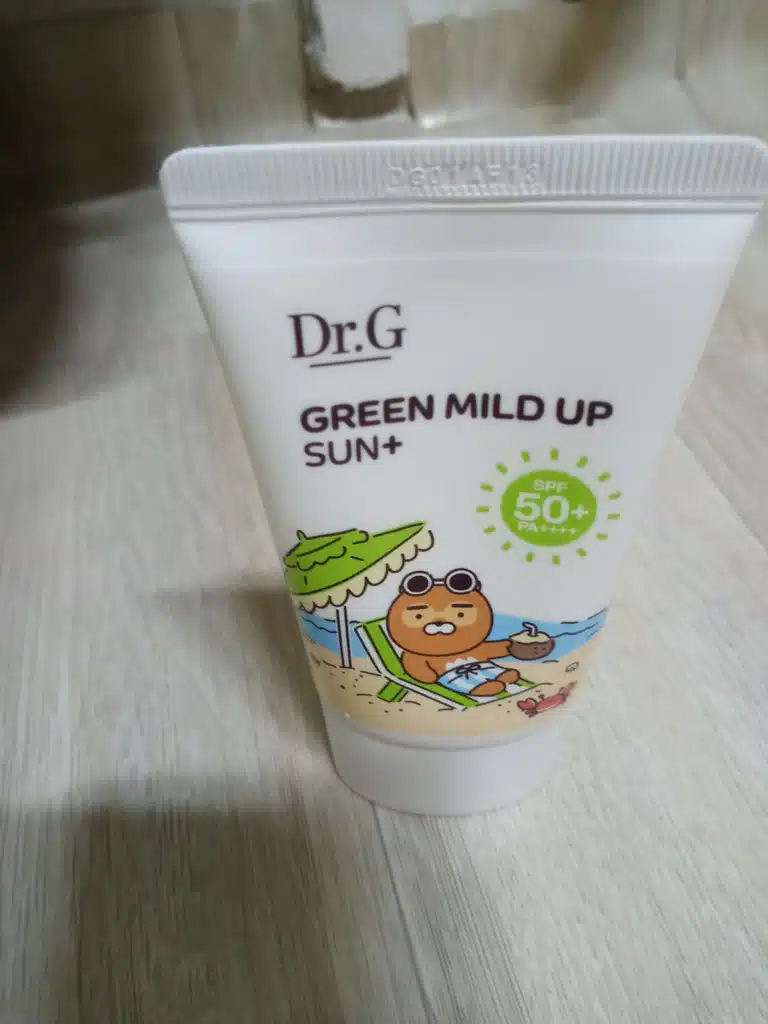 Dr.G
GREEN MILD UP
SUN+
SPF
50+
PA++++